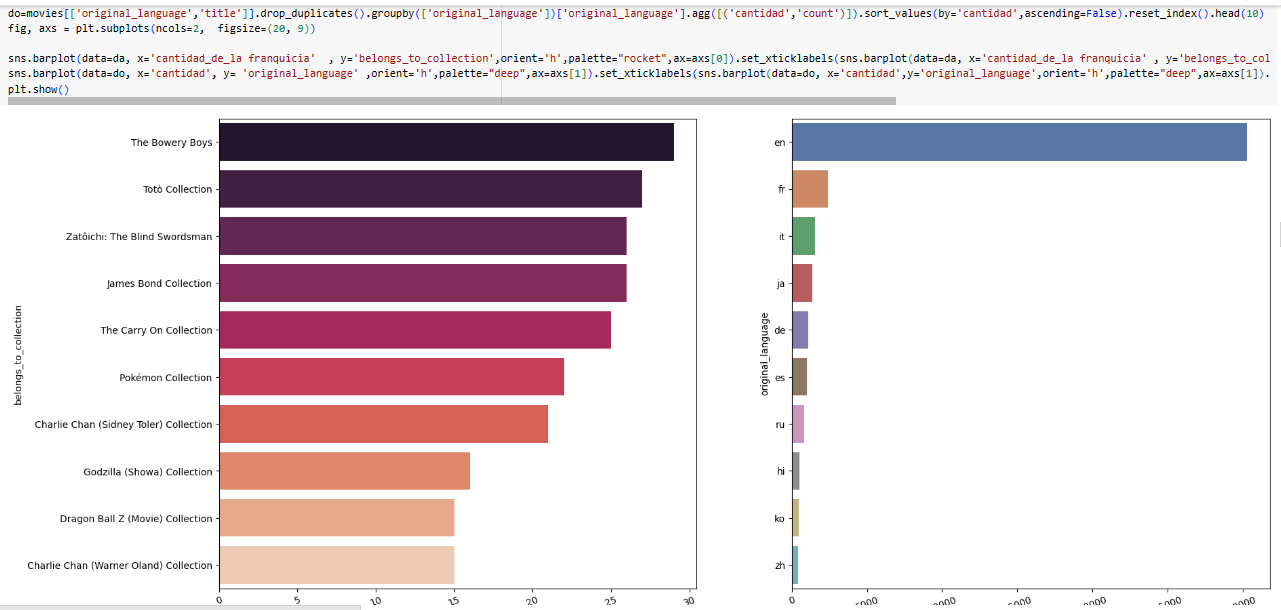 do=movies[['original_language','title']].drop_duplicates().groupby(['original_language'])['original_language'].agg([('cantidad','count')]).sort_values(by='cantidad',ascending=False).reset_index().head(10)
fig, axs = plt.subplots(ncols=2,  figsize=(20, 9))
sns.barplot(data=da, x='cantidad_de_la franquicia'  , y='belongs_to_collection',orient='h',palette="rocket",ax=axs[0]).set_xticklabels(sns.barplot(data=da, x='cantidad_de_la franquicia' , y='belongs_to_col
sns.barplot(data=do, x='cantidad', y= 'original_language' ,orient='h',palette="deep",ax=axs[1]).set_xticklabels(sns.barplot(data=do, x='cantidad',y='original_language',orient='h',palette="deep",ax=axs[1]).
plt.show()
belongs_to_collection
The Bowery Boys
Totò Collection
Zatôichi: The Blind Swordsman
James Bond Collection
The Carry On Collection
Pokémon Collection
Charlie Chan (Sidney Toler) Collection
Godzilla (Showa) Collection
Dragon Ball Z (Movie) Collection
Charlie Chan (Warner Oland) Collection
0 5 10 15 20 25 30
original_language
en
fr
it
ja
de
es
ru
hi
ko
zh
0